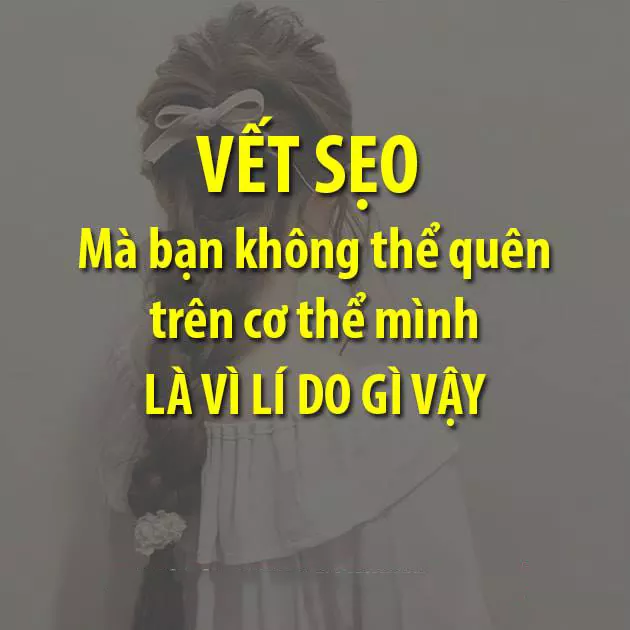 VẾT SẸO
Mà bạn không thể quên
trên cơ thể mình
LÀ VÌ LÍ DO GÌ VẬY